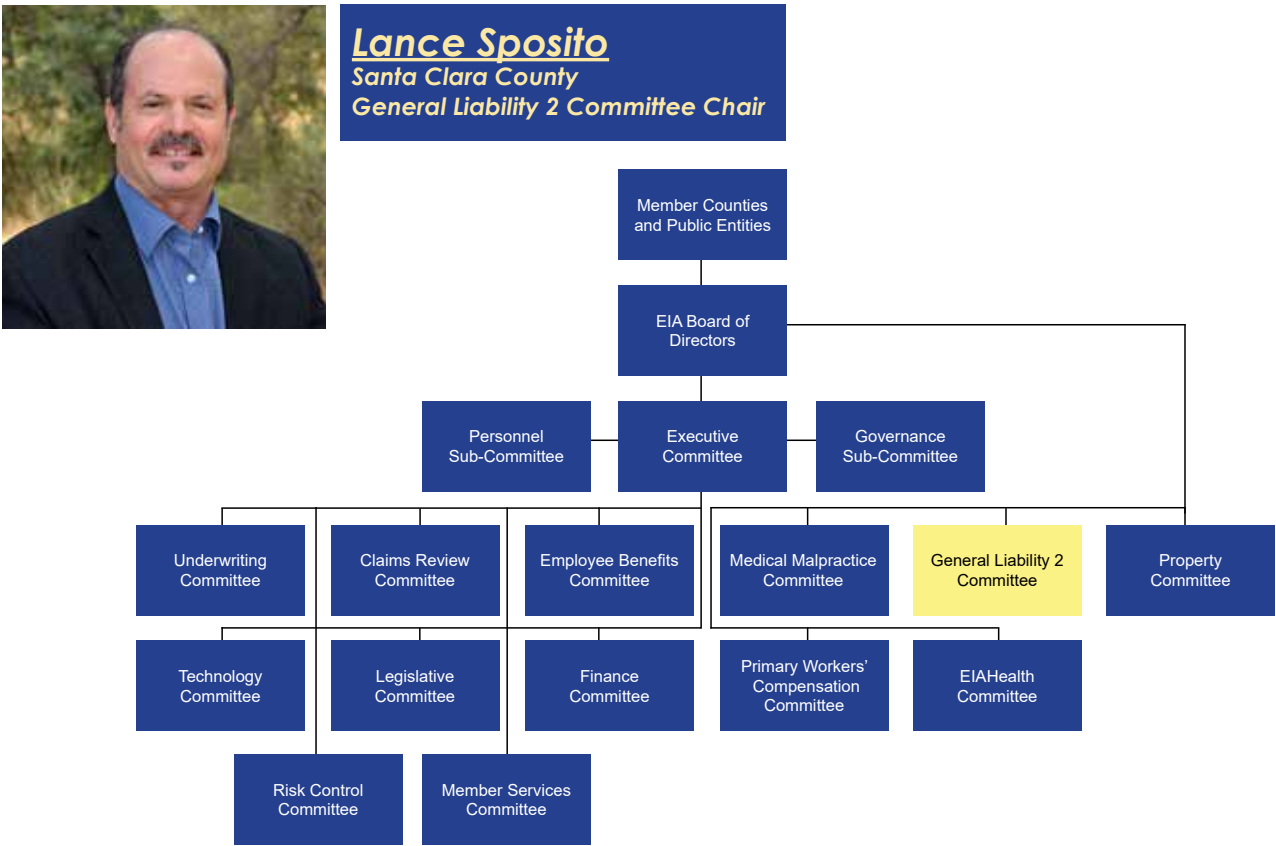 Lance Sposito
Santa Clara County
General Liability 2 Committee Chair
Member Counties
and Public Entities
EIA Board of
Directors
Personnel
Sub-Committee
Executive
Committee
Governance
Sub-Committee
Underwriting
Committee
Claims Review
Committee
Employee Benefits
Committee
Medical Malpractice
Committee
General Liability 2
Committee
Property
Committee
Technology
Committee
Legislative
Committee
Finance
Committee
Primary Workers’
Compensation
Committee
EIAHealth
Committee
Risk Control
Committee
Member Services
Committee